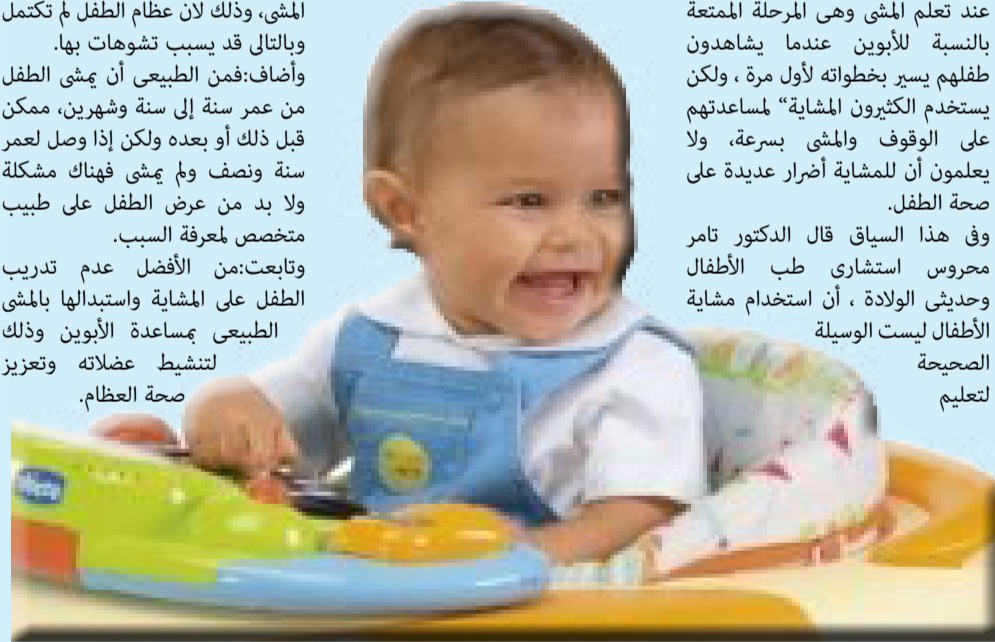 عند تعلم المشى وهى المرحلة الممتعة
بالنسبة للأبوين عندما يشاهدون
طفلهم يسير بخطواته لأول مرة ، ولكن
يستخدم الكثيرون المشاية“ لمساعدتهم
على الوقوف والمشى بسرعة، ولا
يعلمون أن للمشاية أضرار عديدة على
صحة الطفل.
وفى هذا السياق قال الدكتور تامر
محروس استشارى طب الأطفال
وحديثى الولادة ، أن استخدام مشاية
الأطفال ليست الوسيلة
الصحيحة
لتعليم
المشى، وذلك لان عظام الطفل لم تكتمل
وبالتالى قد يسبب تشوهات بها.
وأضاف:فمن الطبيعى أن يمشى الطفل
من عمر سنة إلى سنة وشهرين، ممكن
قبل ذلك أو بعده ولكن إذا وصل لعمر
سنة ونصف ولم يمشى فهناك مشكلة
ولا بد من عرض الطفل على طبيب
متخصص لمعرفة السبب.
وتابعت:من الأفضل عدم تدريب
الطفل على المشاية واستبدالها بالمشى
الطبيعى بمساعدة الأبوين وذلك
لتنشيط عضلاته وتعزيز
صحة العظام.